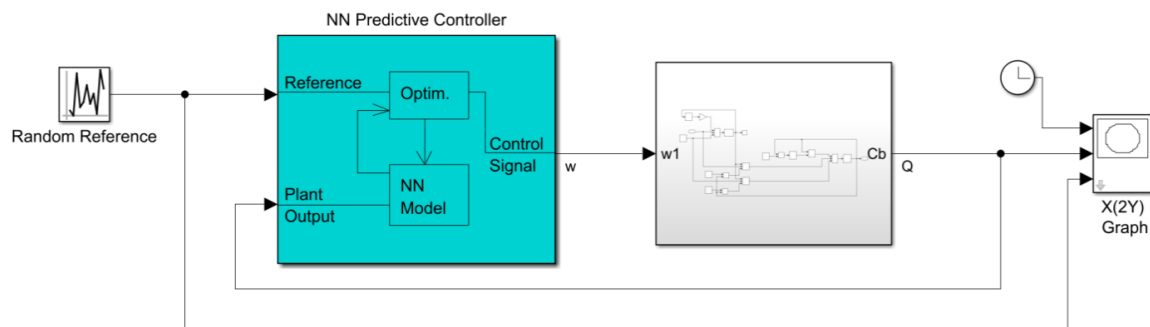 NN Predictive Controller
Random Reference
Reference
Optim.
Control
Signal
NN
Model
Plant
Output
w
w1
Cb
Q
X(2Y)
Graph